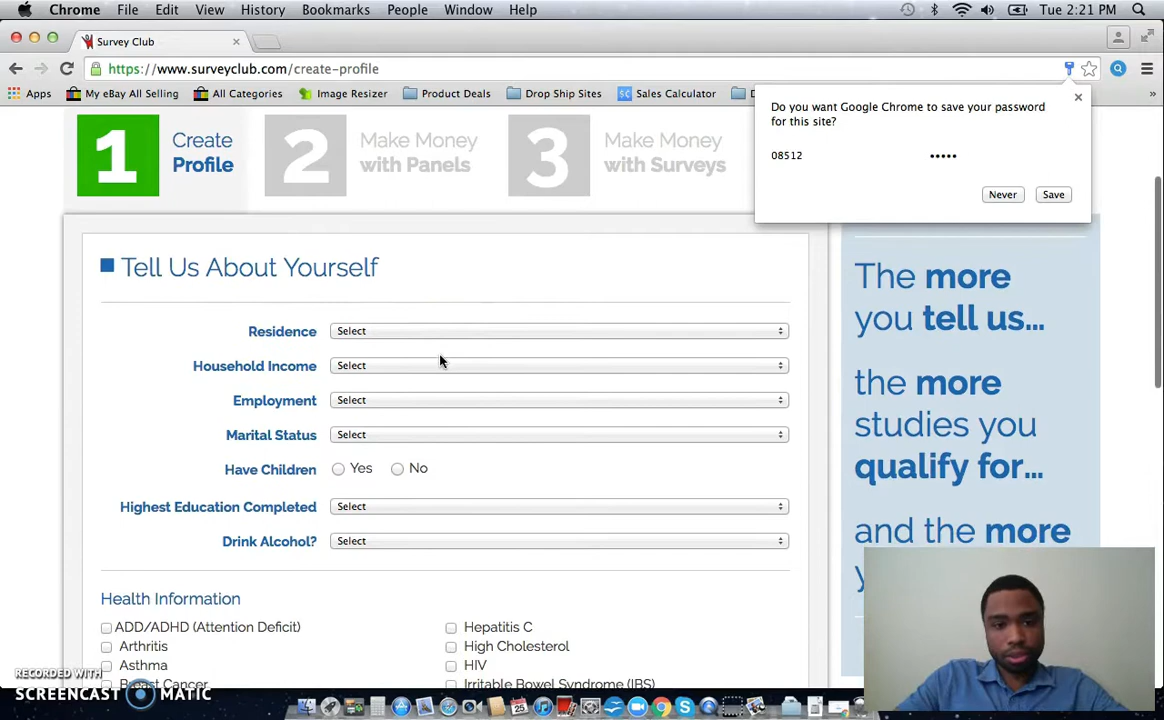 Chrome File Edit View History Bookmarks People Window Help Tue 2:21 PM
Survey Club
https://www.surveyclub.com/create-profile
Apps My eBay All Selling All Categories Image Resizer Product Deals Drop Ship Sites SC Sales Calculator D »
Do you want Google Chrome to save your password
for this site?
08512 •••••
Never Save
1 Create
Profile
2 Make Money
with Panels
3 Make Money
with Surveys
Tell Us About Yourself
Residence Select
Household Income Select
Employment Select
Marital Status Select
Have Children Yes No
Highest Education Completed Select
Drink Alcohol? Select
Health Information
ADD/ADHD (Attention Deficit) Hepatitis C
Arthritis High Cholesterol
Asthma HIV
Breast Cancer Irritable Bowel Syndrome (IBS)
The more
you tell us...
the more
studies you
qualify for...
and the more
RECORDED WITH
SCREENCAST MATIC
25